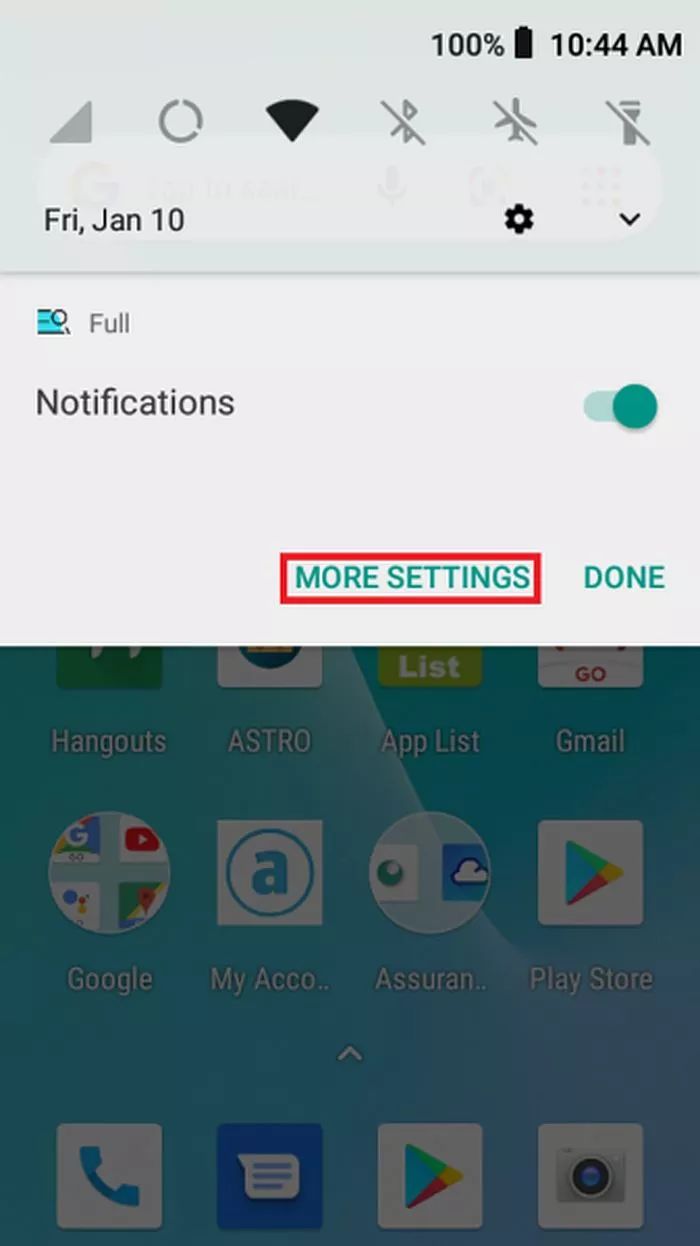 100% 10:44 AM
Fri, Jan 10
Full
Notifications
MORE SETTINGS DONE
List GO
Hangouts ASTRO App List Gmail
G
GO
a
Google My Acco.. Assuran.. Play Store